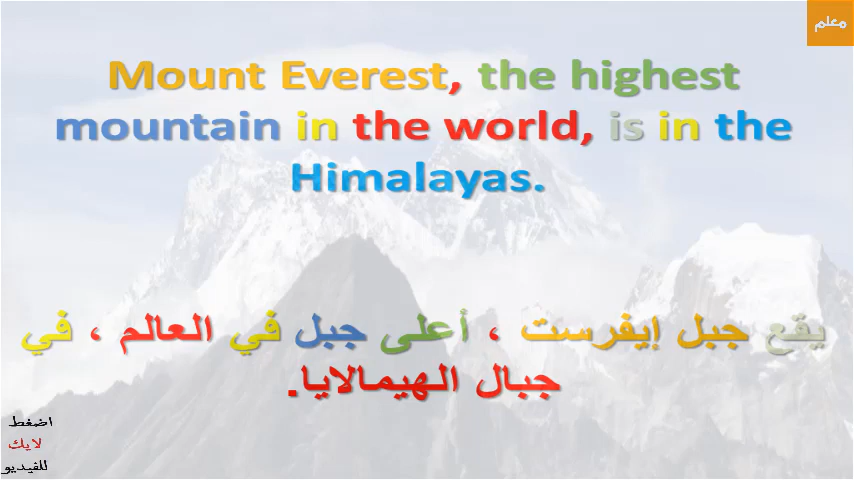 معلم
Mount Everest, the highest
mountain in the world, is in the
Himalayas.
يقع جبل إيفرست ، أعلى جبل في العالم ، في
جبال الهيمالايا.
اضغط
لايك
للفيديو